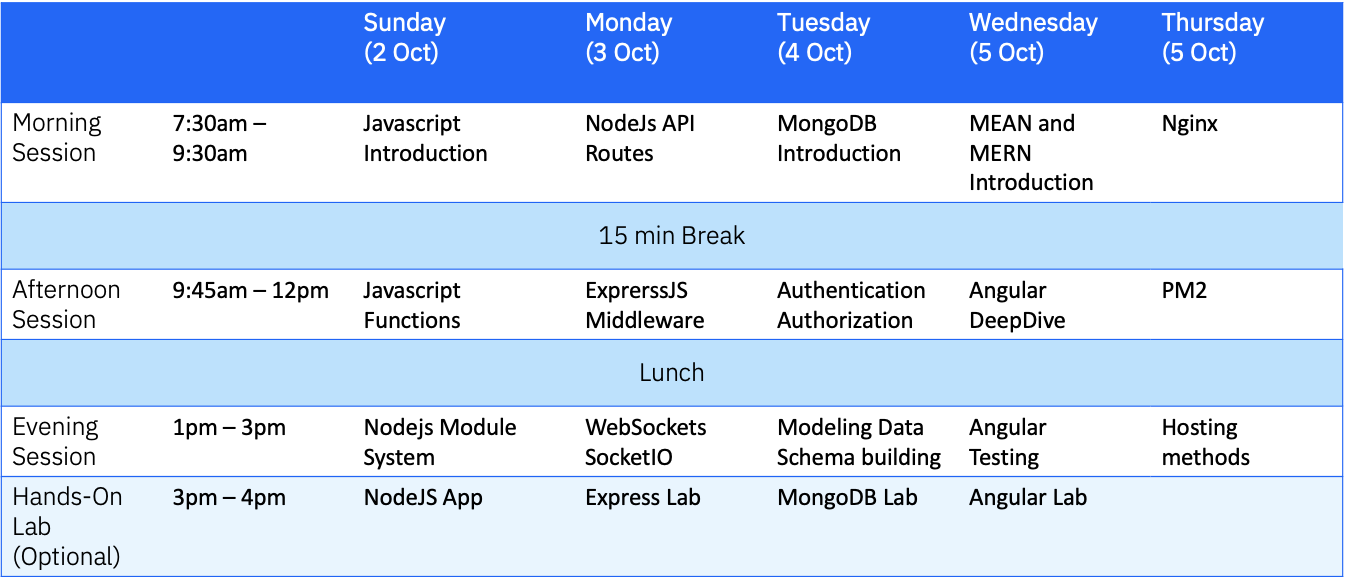 Sunday Monday Tuesday Wednesday Thursday
(2 Oct) (3 Oct) (4 Oct) (5 Oct) (5 Oct)
Morning 7:30am – Javascript NodeJs API MongoDB MEAN and Nginx
Session 9:30am Introduction Routes Introduction MERN
Introduction
15 min Break
Afternoon 9:45am – 12pm Javascript ExprerssJS Authentication Angular PM2
Session Functions Middleware Authorization DeepDive
Lunch
Evening 1pm – 3pm Nodejs Module WebSockets Modeling Data Angular Hosting
Session System SocketIO Schema building Testing methods
Hands-On 3pm – 4pm NodeJS App Express Lab MongoDB Lab Angular Lab
Lab
(Optional)